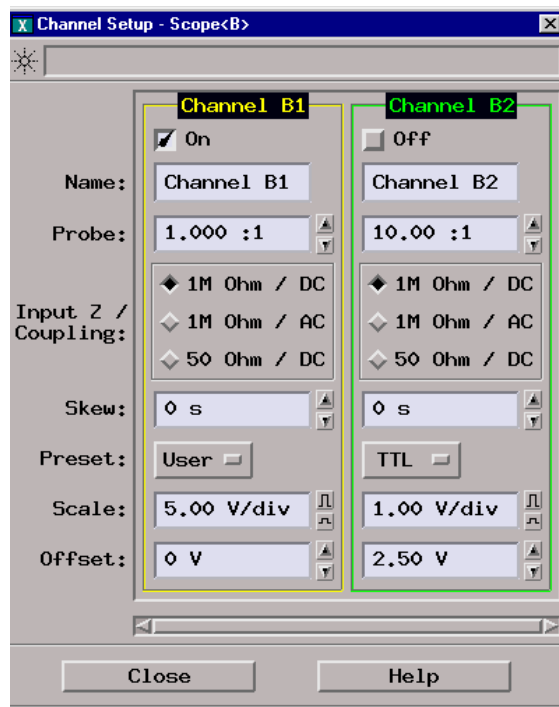 X Channel Setup - Scope<B>
Channel B1 Channel B2
On Off
Name: Channel B1 Channel B2
Probe: 1.000 :1 10.00 :1
1M Ohm / DC 1M Ohm / DC
Input Z / 1M Ohm / AC 1M Ohm / AC
Coupling:
50 Ohm / DC 50 Ohm / DC
Skew: 0 s 0 s
Preset: User TTL
Scale: 5.00 V/div 1.00 V/div
Offset: 0 V 2.50 V
Close Help